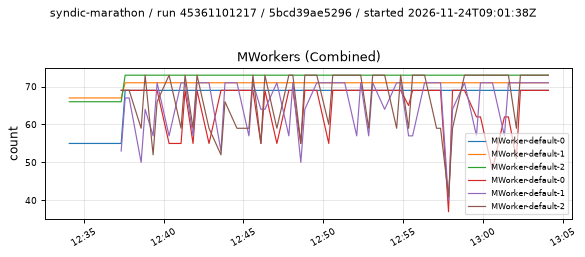 syndic-marathon / run 45361101217 / 5bcd39ae5296 / started 2026-11-24T09:01:38Z
MWorkers (Combined)
count
70
60
50
40
12:35
12:40
12:45
12:50
12:55
13:00
13:05
MWorker-default-0
MWorker-default-1
MWorker-default-2
MWorker-default-0
MWorker-default-1
MWorker-default-2